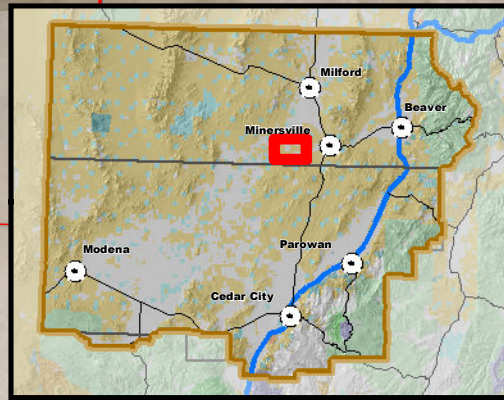 Milford
Beaver
Minersville
Modena
Parowan
Cedar City